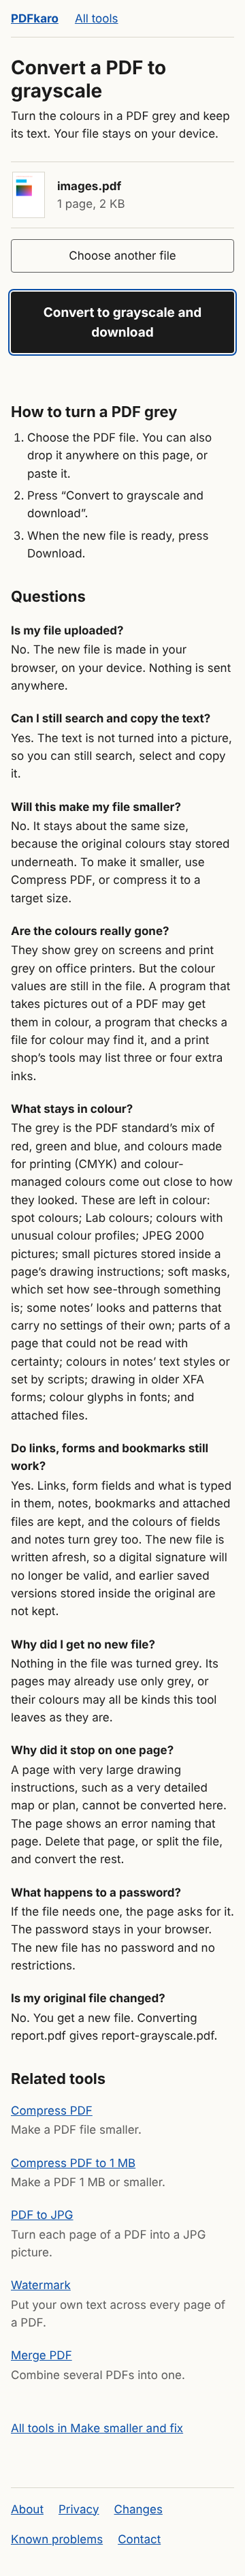 PDFkaro All tools
Convert a PDF to
grayscale
Turn the colours in a PDF grey and keep
its text. Your file stays on your device.
images.pdf
1 page, 2 KB
Choose another file
Convert to grayscale and
download
How to turn a PDF grey
1. Choose the PDF file. You can also
drop it anywhere on this page, or
paste it.
2. Press “Convert to grayscale and
download”.
3. When the new file is ready, press
Download.
Questions
Is my file uploaded?
No. The new file is made in your
browser, on your device. Nothing is sent
anywhere.
Can I still search and copy the text?
Yes. The text is not turned into a picture,
so you can still search, select and copy
it.
Will this make my file smaller?
No. It stays about the same size,
because the original colours stay stored
underneath. To make it smaller, use
Compress PDF, or compress it to a
target size.
Are the colours really gone?
They show grey on screens and print
grey on office printers. But the colour
values are still in the file. A program that
takes pictures out of a PDF may get
them in colour, a program that checks a
file for colour may find it, and a print
shop’s tools may list three or four extra
inks.
What stays in colour?
The grey is the PDF standard’s mix of
red, green and blue, and colours made
for printing (CMYK) and colour-
managed colours come out close to how
they looked. These are left in colour:
spot colours; Lab colours; colours with
unusual colour profiles; JPEG 2000
pictures; small pictures stored inside a
page’s drawing instructions; soft masks,
which set how see-through something
is; some notes’ looks and patterns that
carry no settings of their own; parts of a
page that could not be read with
certainty; colours in notes’ text styles or
set by scripts; drawing in older XFA
forms; colour glyphs in fonts; and
attached files.
Do links, forms and bookmarks still
work?
Yes. Links, form fields and what is typed
in them, notes, bookmarks and attached
files are kept, and the colours of fields
and notes turn grey too. The new file is
written afresh, so a digital signature will
no longer be valid, and earlier saved
versions stored inside the original are
not kept.
Why did I get no new file?
Nothing in the file was turned grey. Its
pages may already use only grey, or
their colours may all be kinds this tool
leaves as they are.
Why did it stop on one page?
A page with very large drawing
instructions, such as a very detailed
map or plan, cannot be converted here.
The page shows an error naming that
page. Delete that page, or split the file,
and convert the rest.
What happens to a password?
If the file needs one, the page asks for it.
The password stays in your browser.
The new file has no password and no
restrictions.
Is my original file changed?
No. You get a new file. Converting
report.pdf gives report-grayscale.pdf.
Related tools
Compress PDF
Make a PDF file smaller.
Compress PDF to 1 MB
Make a PDF 1 MB or smaller.
PDF to JPG
Turn each page of a PDF into a JPG
picture.
Watermark
Put your own text across every page of
a PDF.
Merge PDF
Combine several PDFs into one.
All tools in Make smaller and fix
About Privacy Changes
Known problems Contact